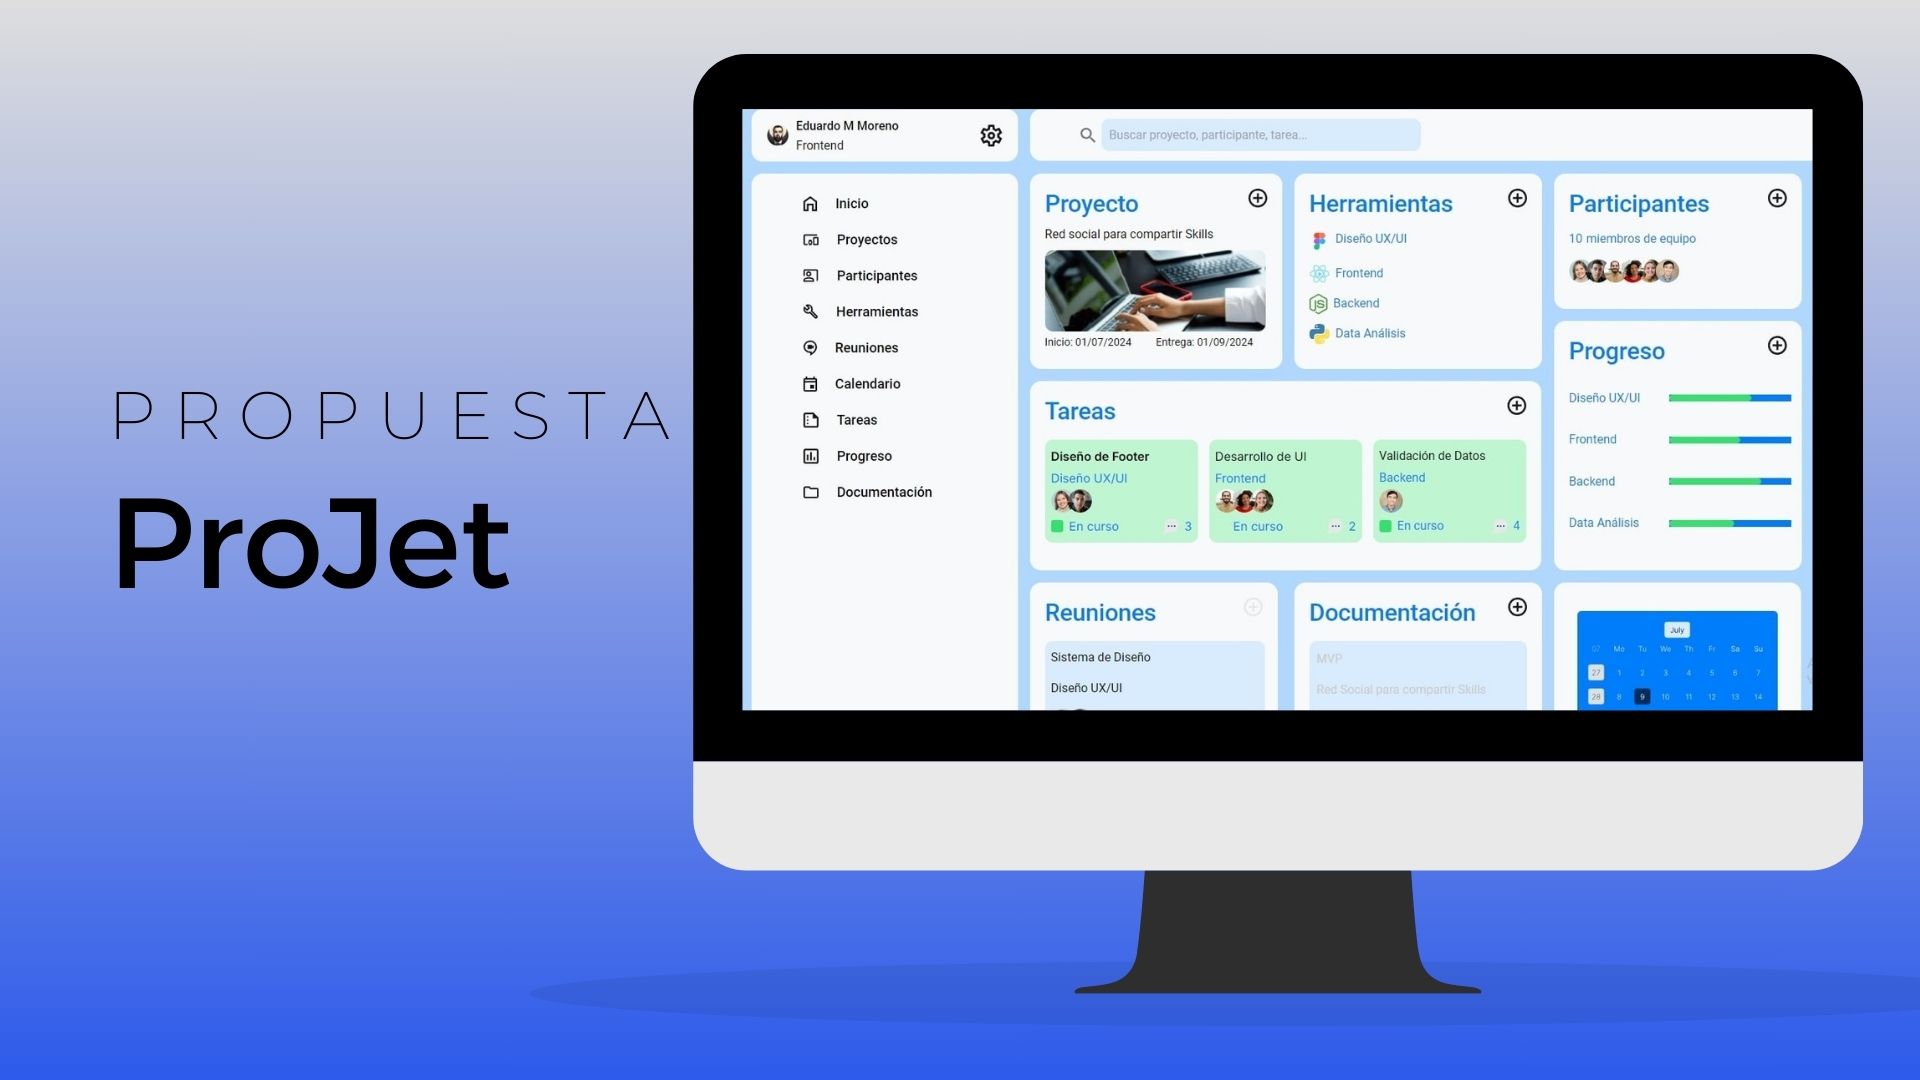 PROPUESTA
ProJet
Eduardo M Moreno
Frontend
Buscar proyecto, participante, tarea...
Inicio
Proyectos
Participantes
Herramientas
Reuniones
Calendario
Tareas
Progreso
Documentación
Proyecto
Red social para compartir Skills
Inicio: 01/07/2024 Entrega: 01/09/2024
Herramientas
Diseño UX/UI
Frontend
JS Backend
Data Análisis
Participantes
10 miembros de equipo
Tareas
Diseño de Footer
Diseño UX/UI
En curso ... 3
Desarrollo de UI
Frontend
En curso ... 2
Validación de Datos
Backend
En curso ... 4
Progreso
Diseño UX/UI
Frontend
Backend
Data Análisis
Reuniones
Sistema de Diseño
Diseño UX/UI
Documentación
MVP
Red Social para compartir Skills
July
07 Mo Tu We Th Fr Sa Su
27 1 2 3 4 5 6 7
28 8 9 10 11 12 13 14